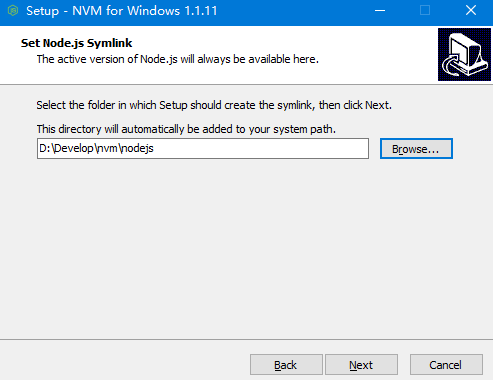 Setup - NVM for Windows 1.1.11
Set Node.js Symlink
The active version of Node.js will always be available here.
Select the folder in which Setup should create the symlink, then click Next.
This directory will automatically be added to your system path.
D:\Develop\nvm\nodejs
Browse...
Back
Next
Cancel